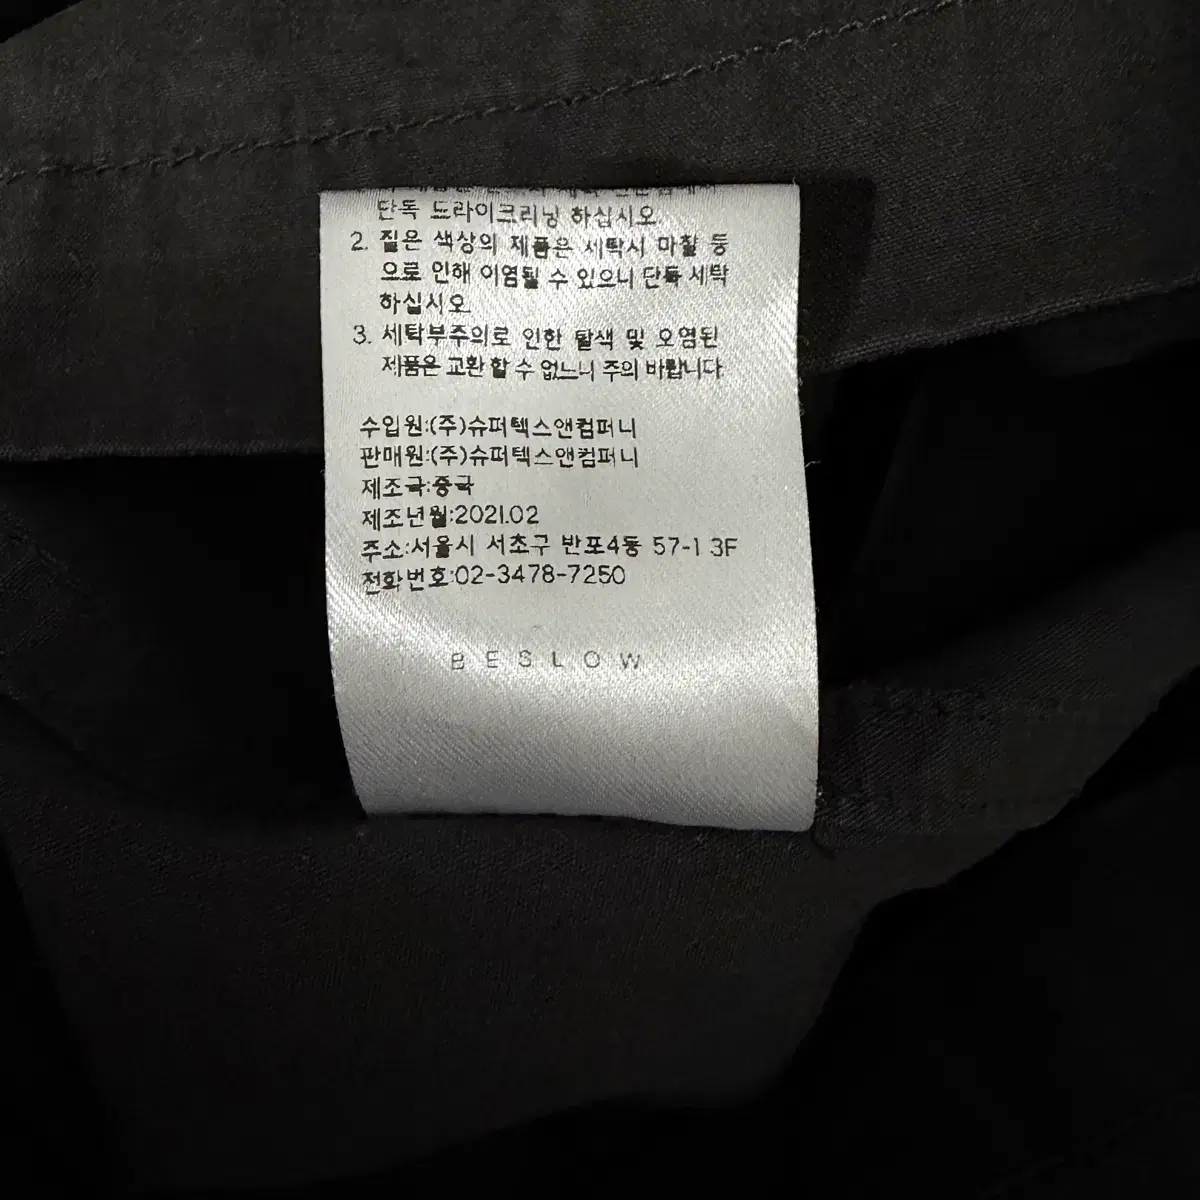 단독 드라이크리닝 하십시오.
2. 짙은 색상의 제품은 세탁시 마찰 등
으로 인해 이염될 수 있으니 단독 세탁
하십시오.
3. 세탁부주의로 인한 탈색 및 오염된
제품은 교환 할 수 없느니 주의 바랍니다
수입원:(주)슈퍼텍스앤컴퍼니
판매원:(주)슈퍼텍스앤컴퍼니
제조국:중국
제조년월:2021.02
주소:서울시 서초구 반포4동 57-1 3F
전화번호:02-3478-7250
BESLOW